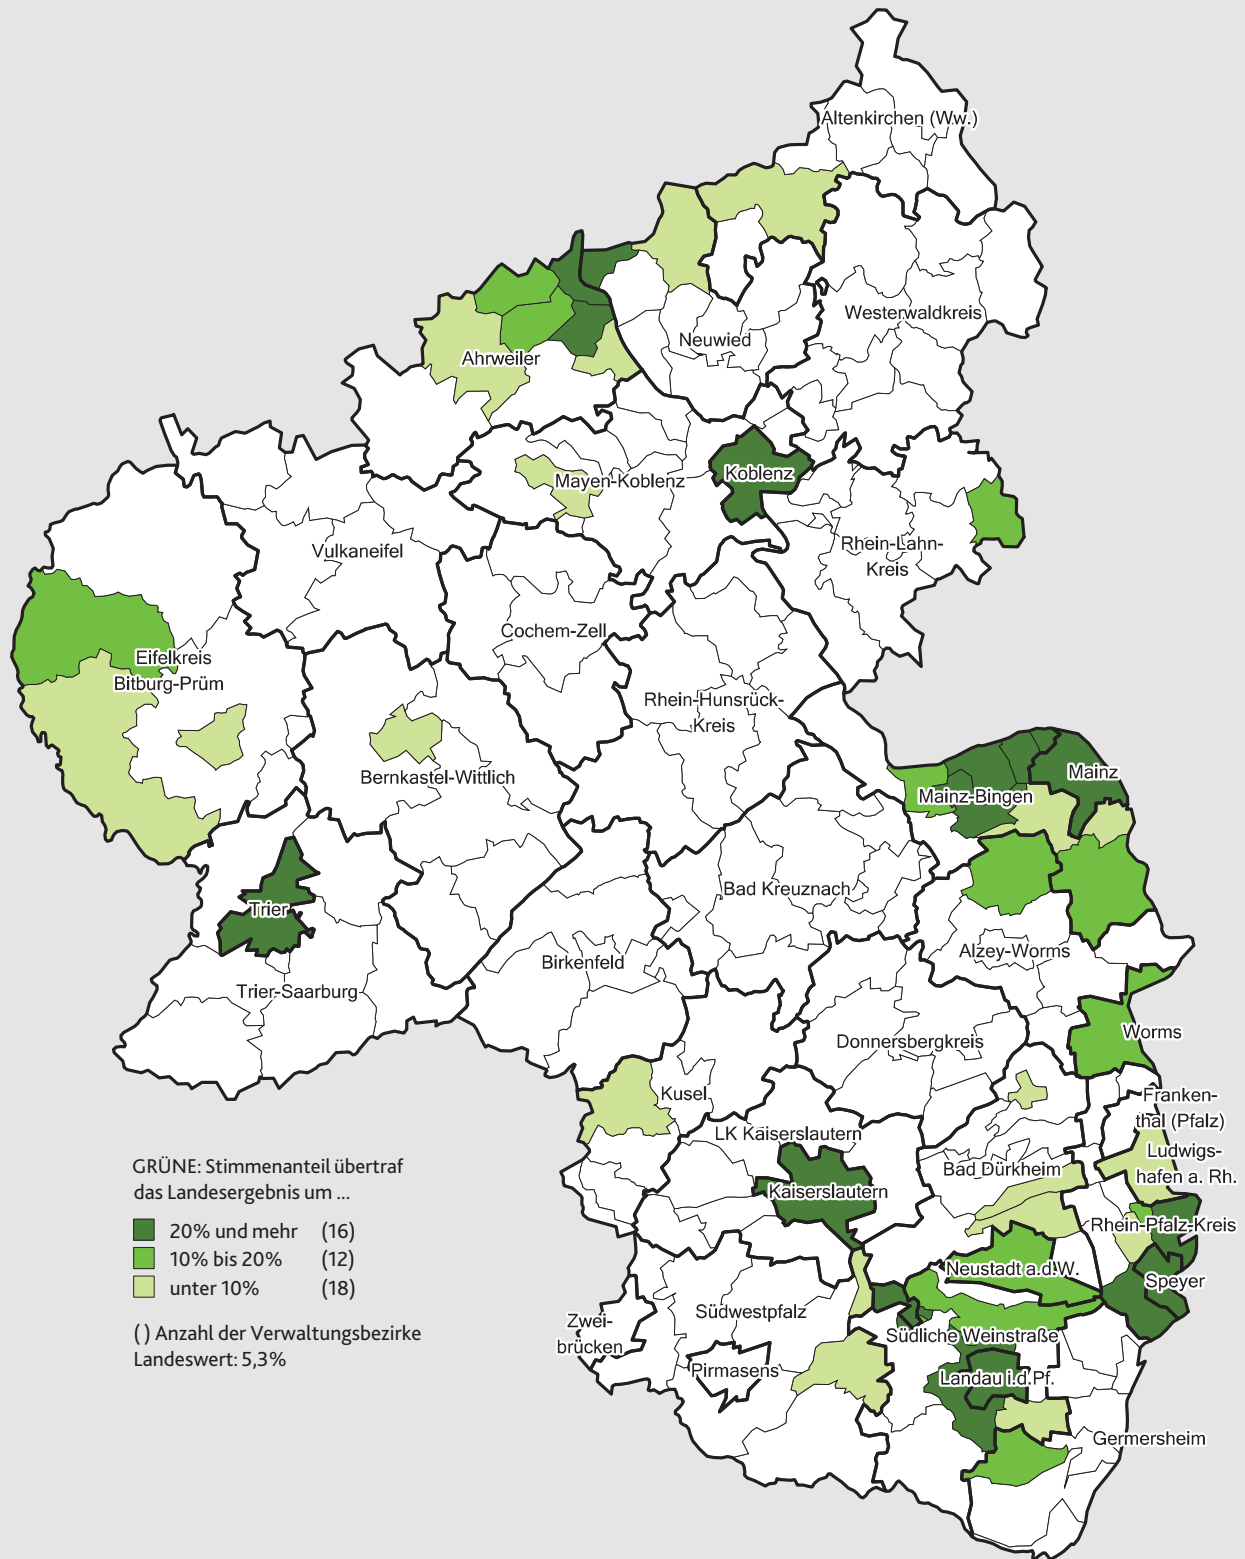 Altenkirchen (Ww.)
Westerwaldkreis
Neuwied
Ahrweiler
Koblenz
Mayen-Koblenz
Rhein-Lahn-
Kreis
Vulkaneifel
Cochem-Zell
Eifelkreis
Bitburg-Prüm
Rhein-Hunsrück-
Kreis
Bernkastel-Wittlich
Mainz
Mainz-Bingen
Bad Kreuznach
Trier
Alzey-Worms
Birkenfeld
Trier-Saarburg
Worms
Donnersbergkreis
Kusel
Franken-
thal (Pfalz)
LK Kaiserslautern
Ludwigs-
hafen a. Rh.
Bad Dürkheim
Kaiserslautern
Rhein-Pfalz-Kreis
Neustadt a.d.W.
Speyer
Südwestpfalz
Zwei-
brücken
Südliche Weinstraße
Pirmasens
Landau i.d.Pf.
Germersheim
GRÜNE: Stimmenanteil übertraf
das Landesergebnis um ...
20% und mehr (16)
10% bis 20% (12)
unter 10% (18)
( ) Anzahl der Verwaltungsbezirke
Landeswert: 5,3%